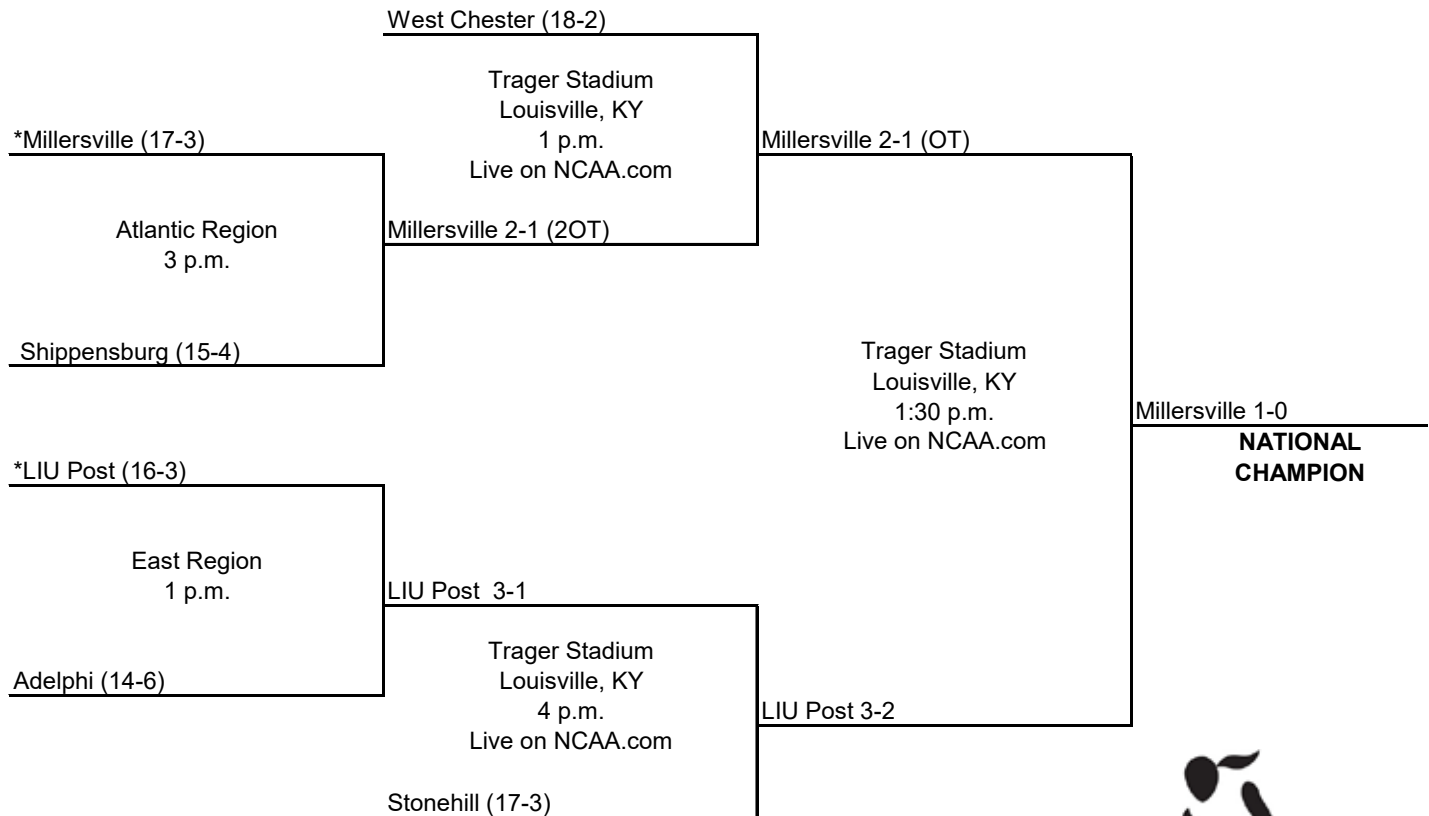 West Chester (18-2)
Trager Stadium
Louisville, KY
1 p.m.
Live on NCAA.com
*Millersville (17-3)
Millersville 2-1 (OT)
Atlantic Region
3 p.m.
Millersville 2-1 (2OT)
Shippensburg (15-4)
Trager Stadium
Louisville, KY
1:30 p.m.
Live on NCAA.com
Millersville 1-0
NATIONAL
CHAMPION
*LIU Post (16-3)
East Region
1 p.m.
LIU Post  3-1
Adelphi (14-6)
Trager Stadium
Louisville, KY
4 p.m.
Live on NCAA.com
LIU Post 3-2
Stonehill (17-3)